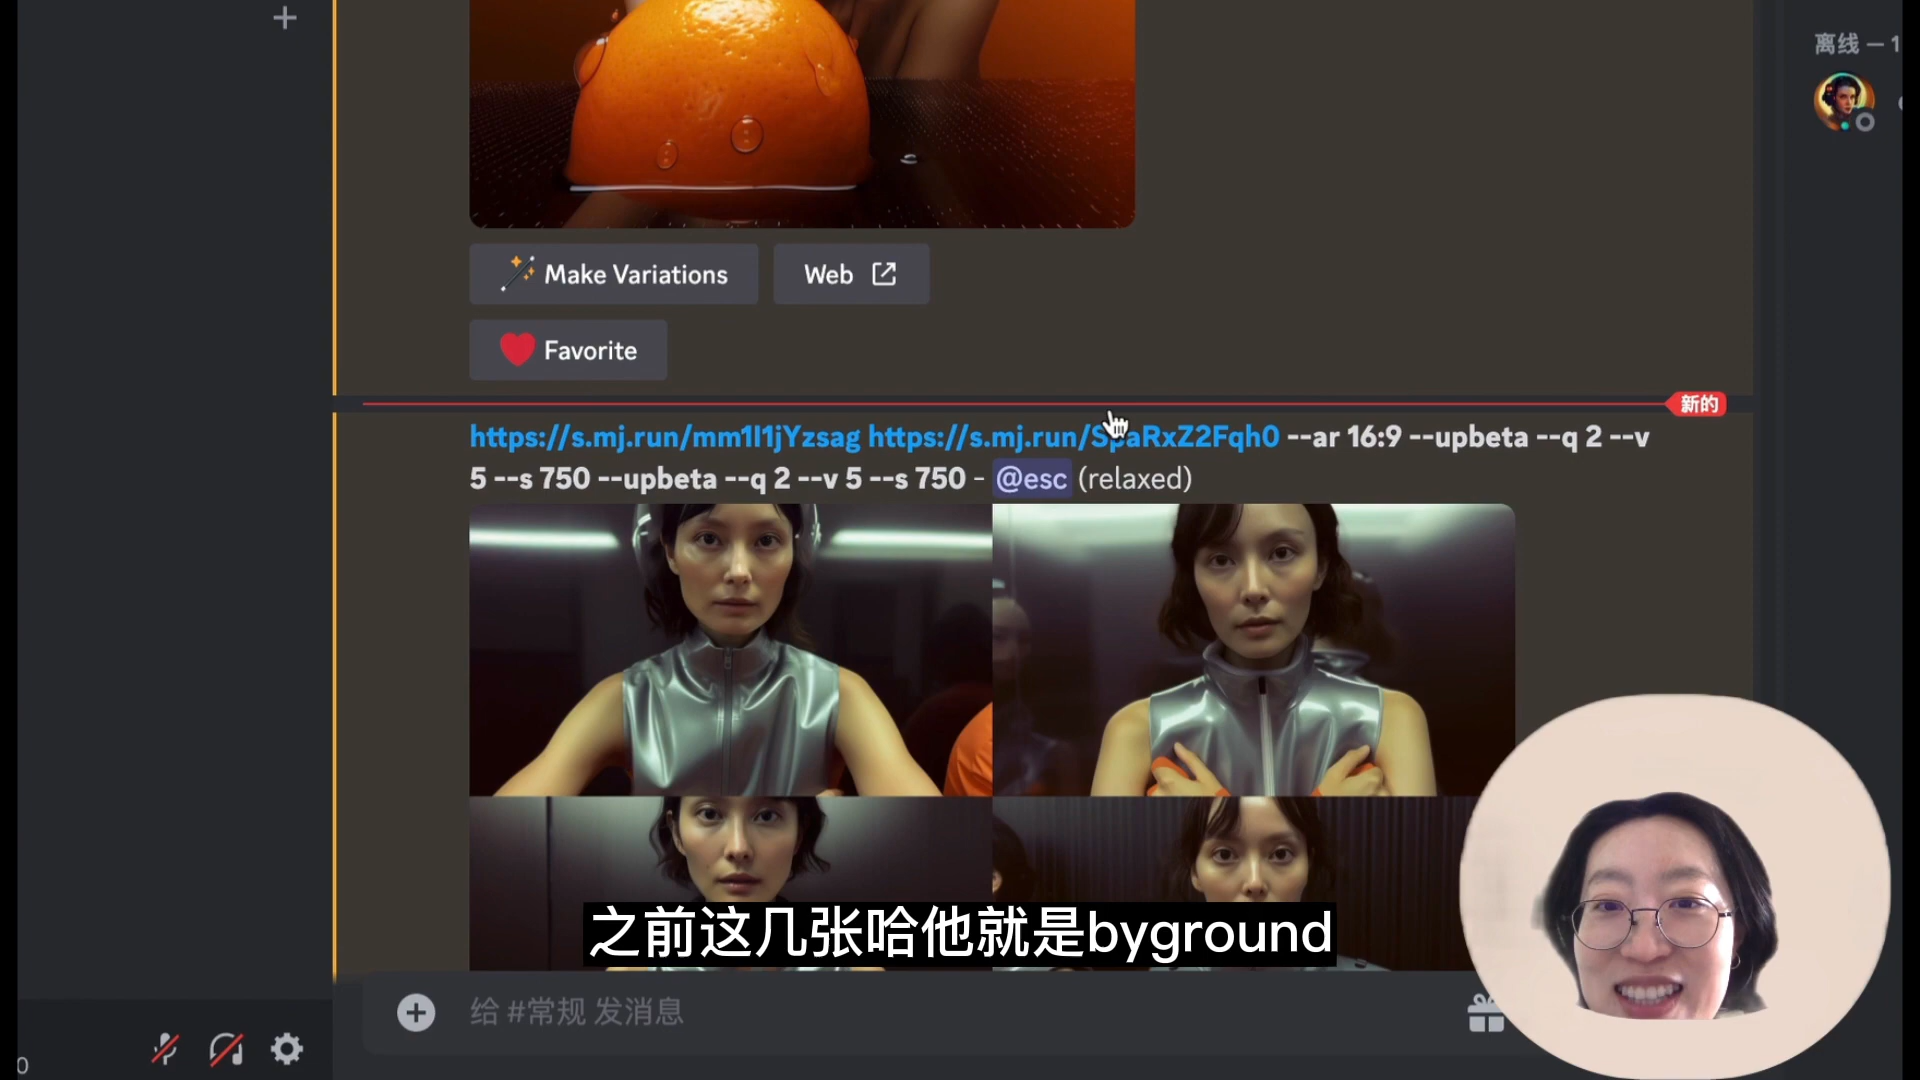 离线 — 1
Make Variations
Web
Favorite
新的
https://s.mj.run/mm1I1jYzsag https://s.mj.run/SpaRxZ2Fqh0 --ar 16:9 --upbeta --q 2 --v
5 --s 750 --upbeta --q 2 --v 5 --s 750 - @esc (relaxed)
之前这几张哈他就是byground
给 #常规 发消息
0